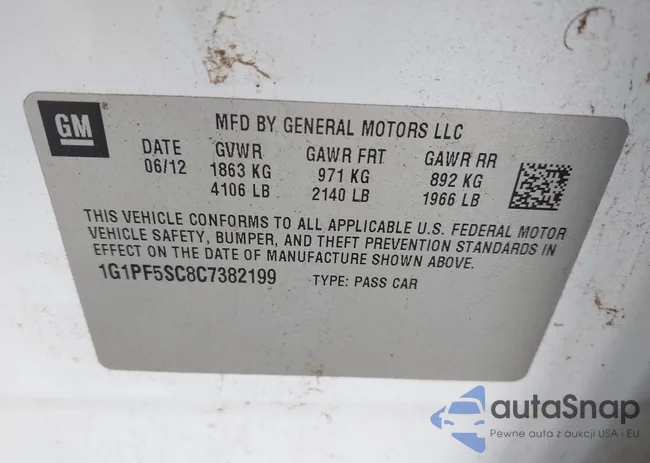 GM
MFD BY GENERAL MOTORS LLC
DATE GVWR GAWR FRT GAWR RR
06/12 1863 KG 971 KG 892 KG
4106 LB 2140 LB 1966 LB
THIS VEHICLE CONFORMS TO ALL APPLICABLE U.S. FEDERAL MOTOR
VEHICLE SAFETY, BUMPER, AND THEFT PREVENTION STANDARDS IN
EFFECT ON THE DATE OF MANUFACTURE SHOWN ABOVE.
1G1PF5SC8C7382199 TYPE: PASS CAR
autaSnap
Pewne auta z aukcji USA i EU